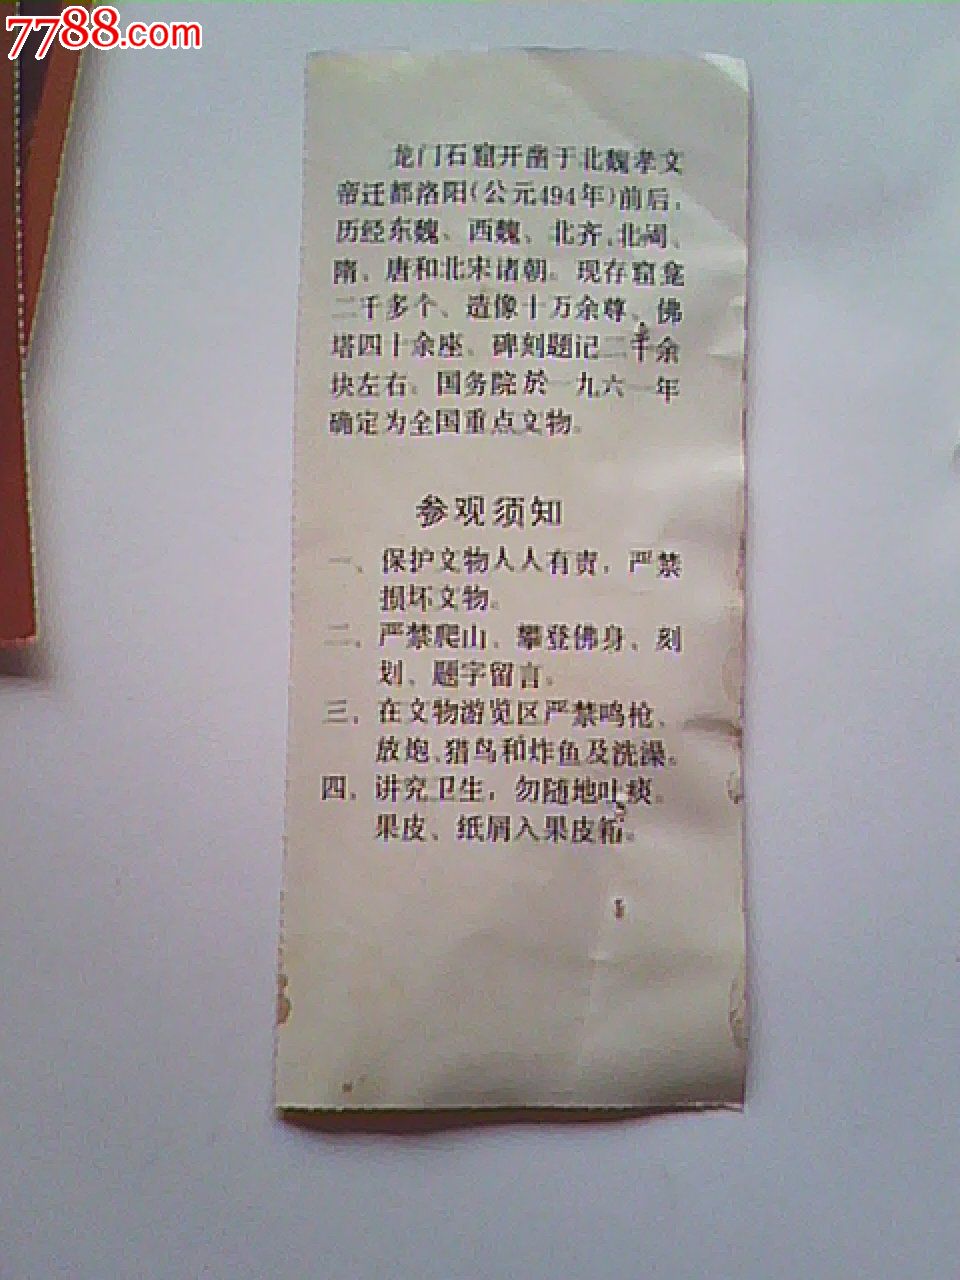 7788.com
龙门石窟开凿于北魏孝文
帝迁都洛阳(公元494年)前后,
历经东魏、西魏、北齐、北周、
隋、唐和北宋诸朝。现存窟龛
二千多个、造像十万余尊、佛
塔四十余座、碑刻题记二千余
块左右。国务院於一九六一年
确定为全国重点文物。
参观须知
一、保护文物人人有责,严禁
损坏文物。
二、严禁爬山、攀登佛身、刻
划、题字留言。
三、在文物游览区严禁鸣枪、
放炮、猎鸟和炸鱼及洗澡。
四、讲究卫生,勿随地吐痰。
果皮、纸屑入果皮箱。